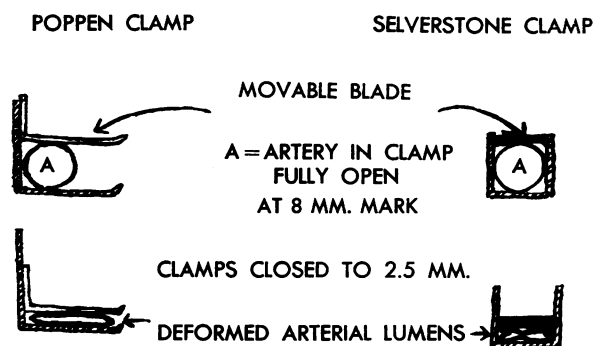 POPPEN CLAMP
SELVERSTONE CLAMP
MOVABLE BLADE
A
A = ARTERY IN CLAMP
FULLY OPEN
AT 8 MM. MARK
A
CLAMPS CLOSED TO 2.5 MM.
DEFORMED ARTERIAL LUMENS